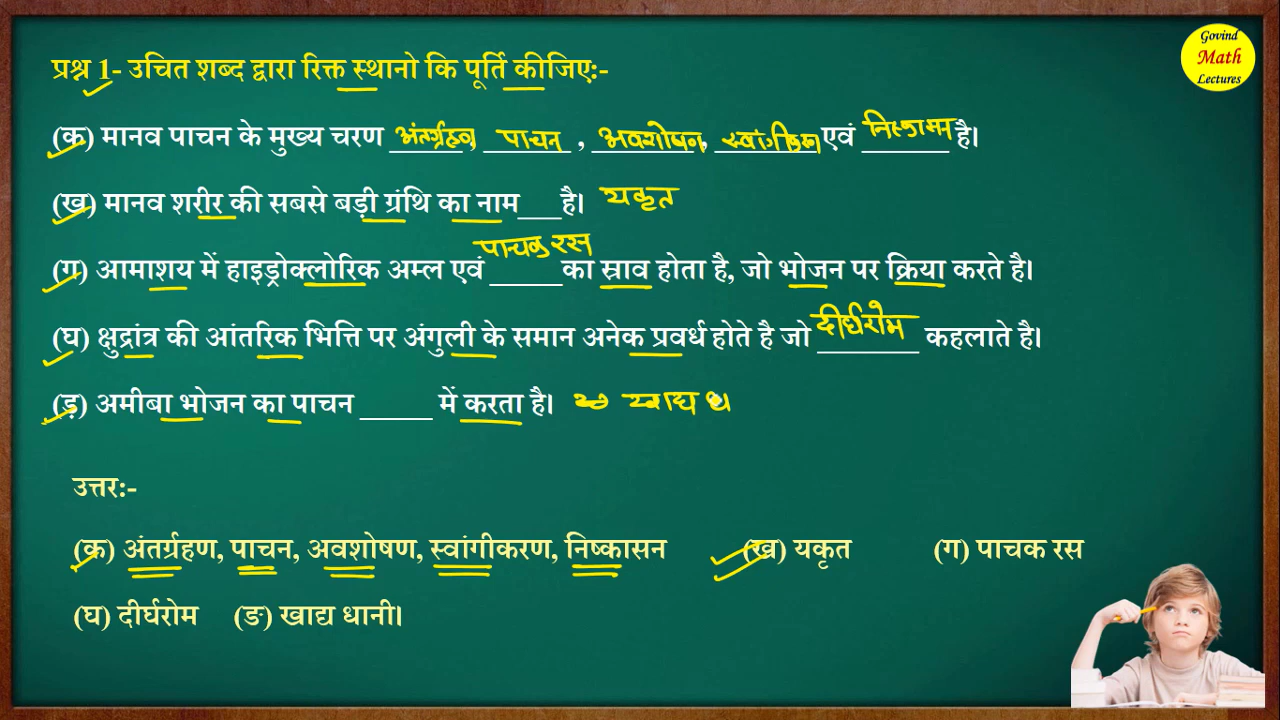 Govind
Math
Lectures
प्रश्न 1- उचित शब्द द्वारा रिक्त स्थानो कि पूर्ति कीजिए:-
(क) मानव पाचन के मुख्य चरण अंतर्ग्रहण, पाचन, अवशोषन, स्वांगीकरण एवं निष्कासन है।
(ख) मानव शरीर की सबसे बड़ी ग्रंथि का नाम___है। यकृत
पाचक रस
(ग) आमाशय में हाइड्रोक्लोरिक अम्ल एवं _____का स्राव होता है, जो भोजन पर क्रिया करते है।
(घ) क्षुद्रांत्र की आंतरिक भित्ति पर अंगुली के समान अनेक प्रवर्ध होते है जो दीर्घरोम कहलाते है।
(ड़) अमीबा भोजन का पाचन _____ में करता है। खाद्य धा
उत्तर:-
(क) अंतर्ग्रहण, पाचन, अवशोषण, स्वांगीकरण, निष्कासन (ख) यकृत (ग) पाचक रस
(घ) दीर्घरोम (ङ) खाद्य धानी।